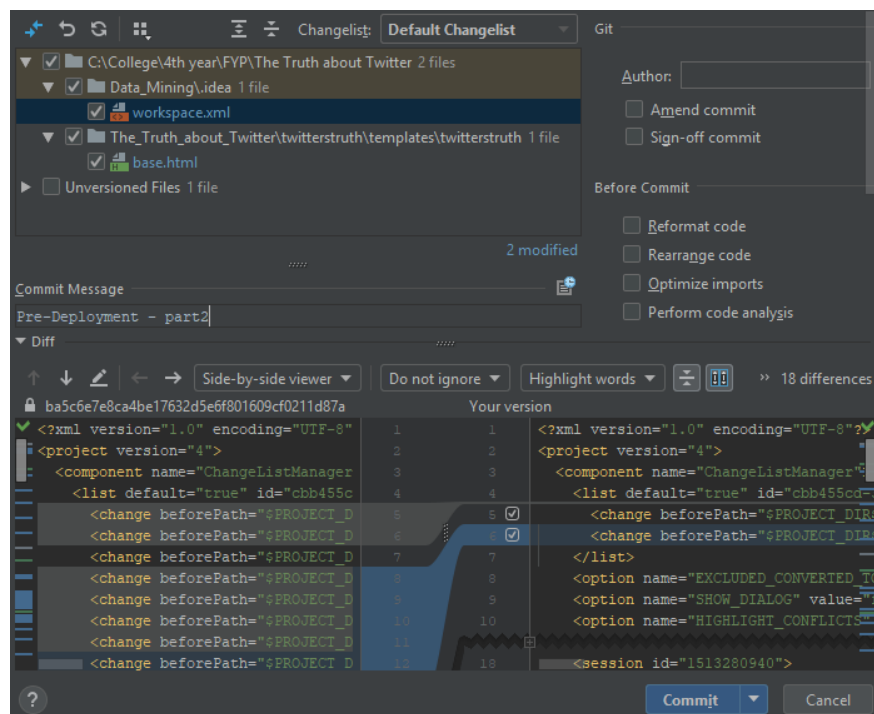 Changelist: Default Changelist
C:\College\4th year\FYP\The Truth about Twitter 2 files
Data_Mining\.idea 1 file
workspace.xml
The_Truth_about_Twitter\twitterstruth\templates\twitterstruth 1 file
base.html
Unversioned Files 1 file
2 modified
Commit Message
Pre-Deployment - part2
Git
Author:
Amend commit
Sign-off commit
Before Commit
Reformat code
Rearrange code
Optimize imports
Perform code analysis
Diff
Side-by-side viewer Do not ignore Highlight words 18 differences
ba5c6e7e8ca4be17632d5e6f801609cf0211d87a Your version
<?xml version="1.0" encoding="UTF-8" 1 1 <?xml version="1.0" encoding="UTF-8"?>
<project version="4"> 2 2 <project version="4">
<component name="ChangeListManager 3 3 <component name="ChangeListManager"
<list default="true" id="cbb455c 4 4 <list default="true" id="cbb455cd-
<change beforePath="$PROJECT_D 5 5 <change beforePath="$PROJECT_DIR
<change beforePath="$PROJECT_D 6 6 <change beforePath="$PROJECT_DIR
<change beforePath="$PROJECT_D 7 7 </list>
<change beforePath="$PROJECT_D 8 8 <option name="EXCLUDED_CONVERTED_TO
<change beforePath="$PROJECT_D 9 9 <option name="SHOW_DIALOG" value="
<change beforePath="$PROJECT_D 10 10 <option name="HIGHLIGHT_CONFLICTS"
<change beforePath="$PROJECT_D 11
<change beforePath="$PROJECT_D 12 18 <session id="1513280940">
? Commit Cancel